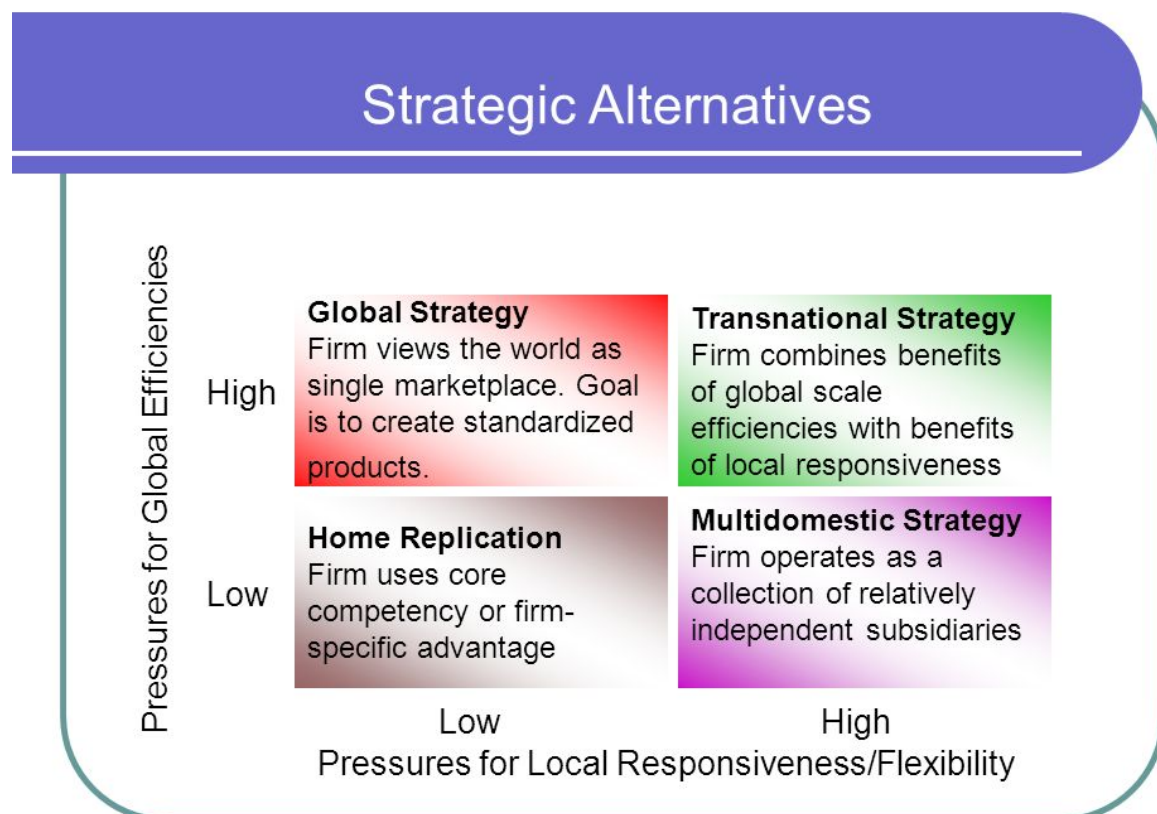 Strategic Alternatives
Pressures for Global Efficiencies
High
Global Strategy
Firm views the world as
single marketplace. Goal
is to create standardized
products.
Transnational Strategy
Firm combines benefits
of global scale
efficiencies with benefits
of local responsiveness
Low
Home Replication
Firm uses core
competency or firm-
specific advantage
Multidomestic Strategy
Firm operates as a
collection of relatively
independent subsidiaries
Low
High
Pressures for Local Responsiveness/Flexibility